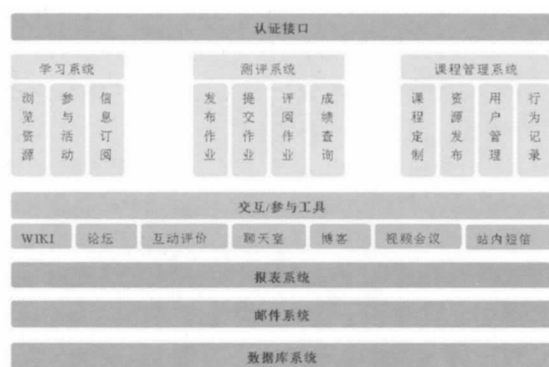 认证接口
学习系统
测评系统
课程管理系统
浏览资源
参与活动
信息订阅
发布作业
提交作业
评阅作业
成绩查询
课程定制
资源发布
用户管理
行为记录
交互/参与工具
WIKI
论坛
互动评价
聊天室
博客
视频会议
站内短信
报表系统
邮件系统
数据库系统